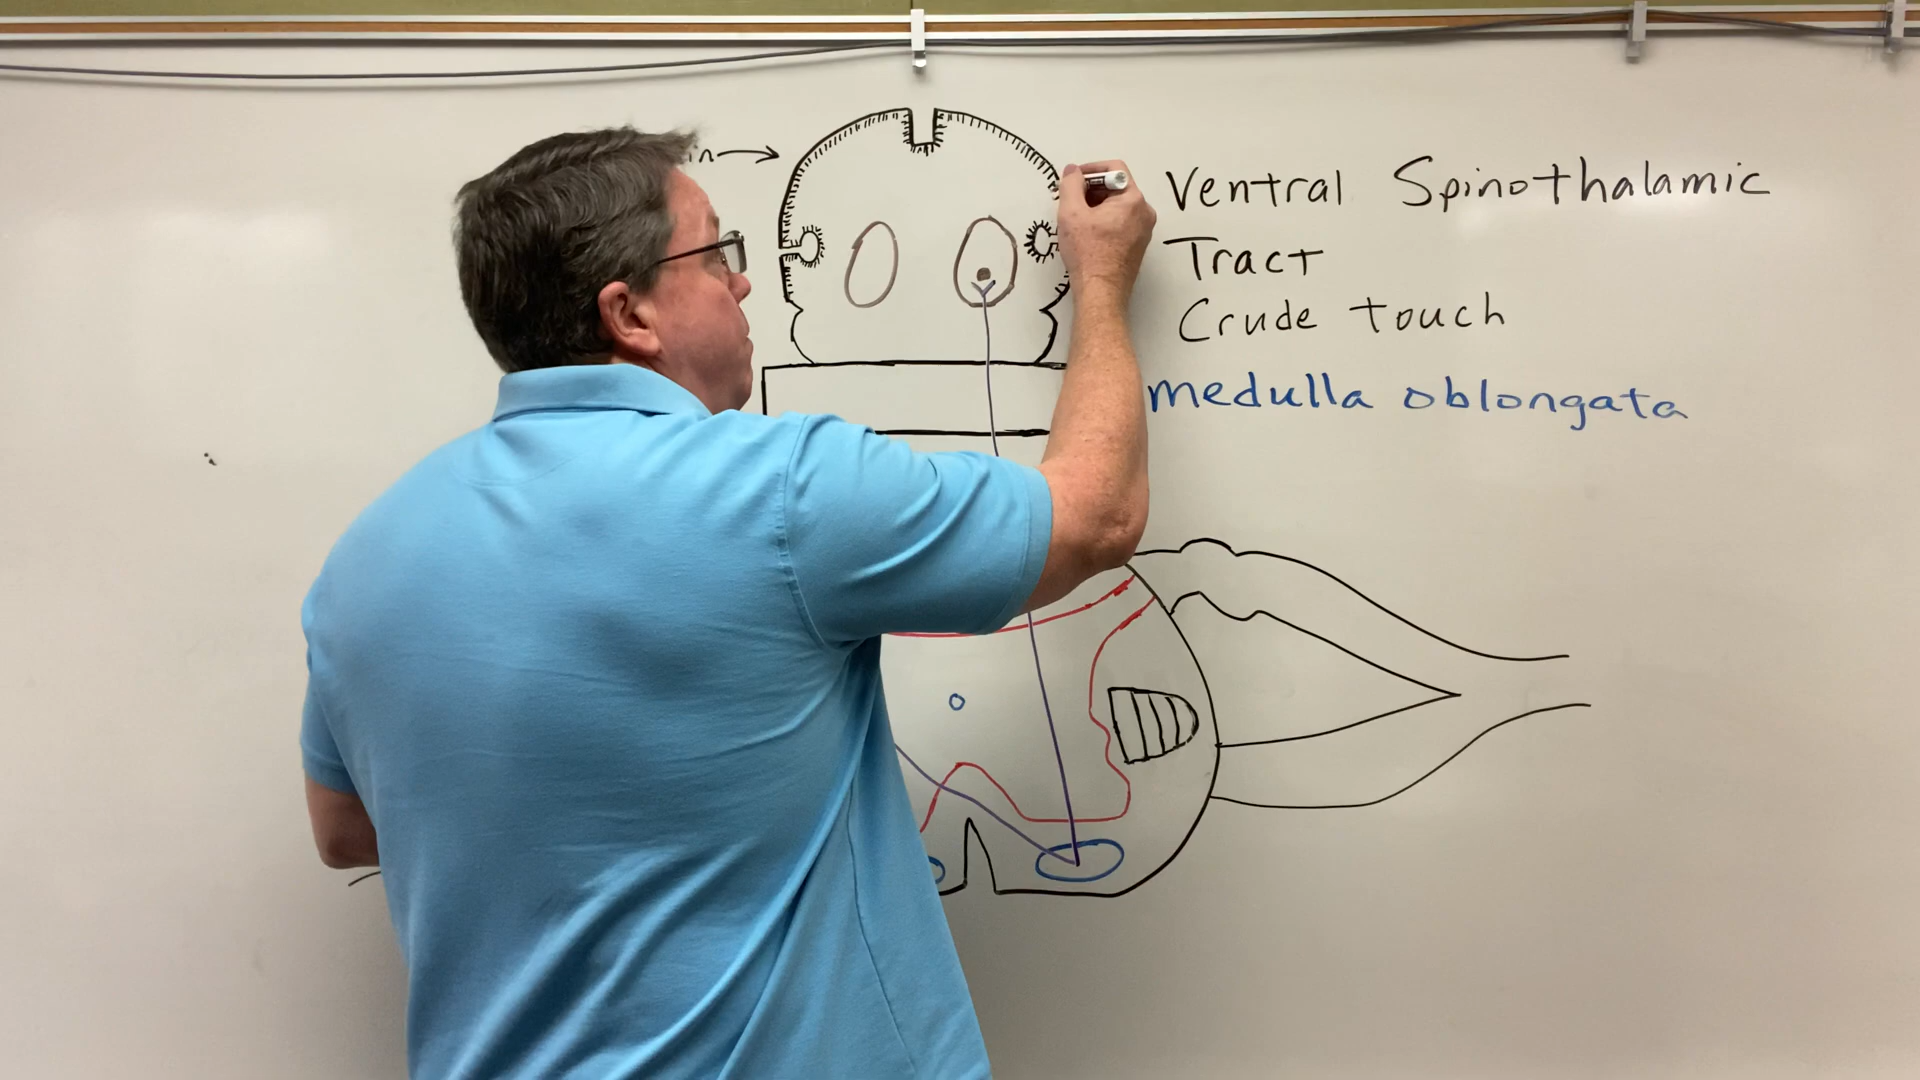 Ventral Spinothalamic
Tract
Crude touch
medulla oblongata